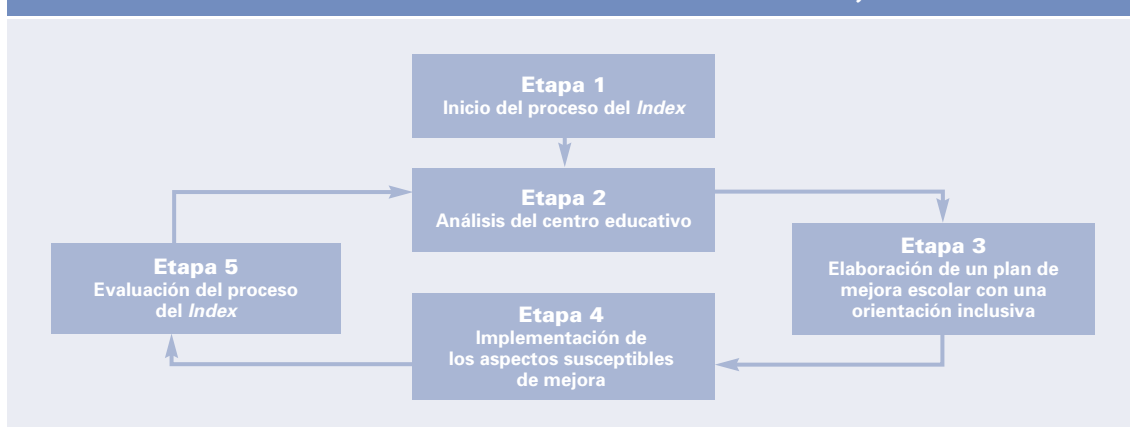 Etapa 1
Inicio del proceso del Index
Etapa 2
Análisis del centro educativo
Etapa 3
Elaboración de un plan de
mejora escolar con una
orientación inclusiva
Etapa 4
Implementación de
los aspectos susceptibles
de mejora
Etapa 5
Evaluación del proceso
del Index